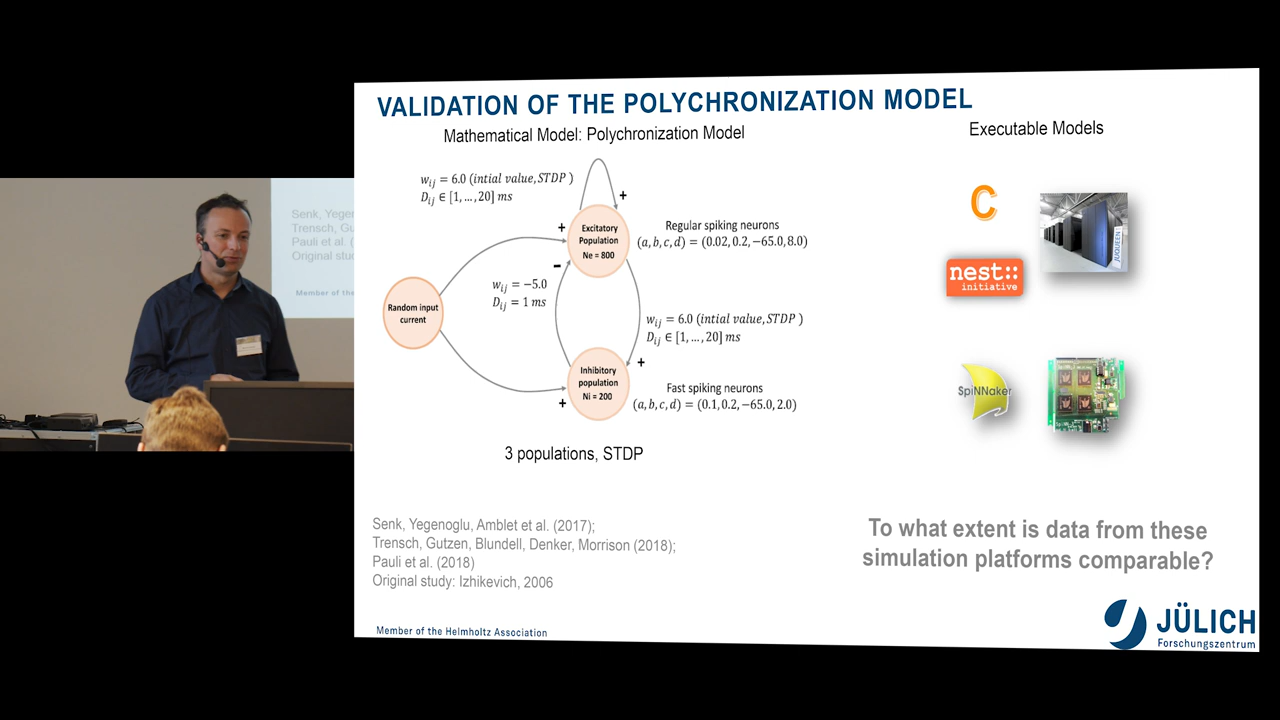 VALIDATION OF THE POLYCHRONIZATION MODEL
Mathematical Model: Polychronization Model
Executable Models
w_ij = 6.0 (intial value, STDP )
D_ij ∈ [1, …, 20] ms
+
+
Excitatory
Population
Ne = 800
Regular spiking neurons
(a, b, c, d) = (0.02, 0.2, −65.0, 8.0)
−
w_ij = −5.0
D_ij = 1 ms
Random input
current
w_ij = 6.0 (intial value, STDP )
D_ij ∈ [1, …, 20] ms
+
Inhibitory
population
Ni = 200
Fast spiking neurons
(a, b, c, d) = (0.1, 0.2, −65.0, 2.0)
+
3 populations, STDP
C
JUQUEEN
nest::
initiative
SpiNNaker
Senk, Yegenoglu, Amblet et al. (2017);
Trensch, Gutzen, Blundell, Denker, Morrison (2018);
Pauli et al. (2018)
Original study: Izhikevich, 2006
To what extent is data from these
simulation platforms comparable?
Member of the Helmholtz Association
JÜLICH
Forschungszentrum
Senk, Yegen
Trensch, Gu
Pauli et al. (
Original stud
Member of the